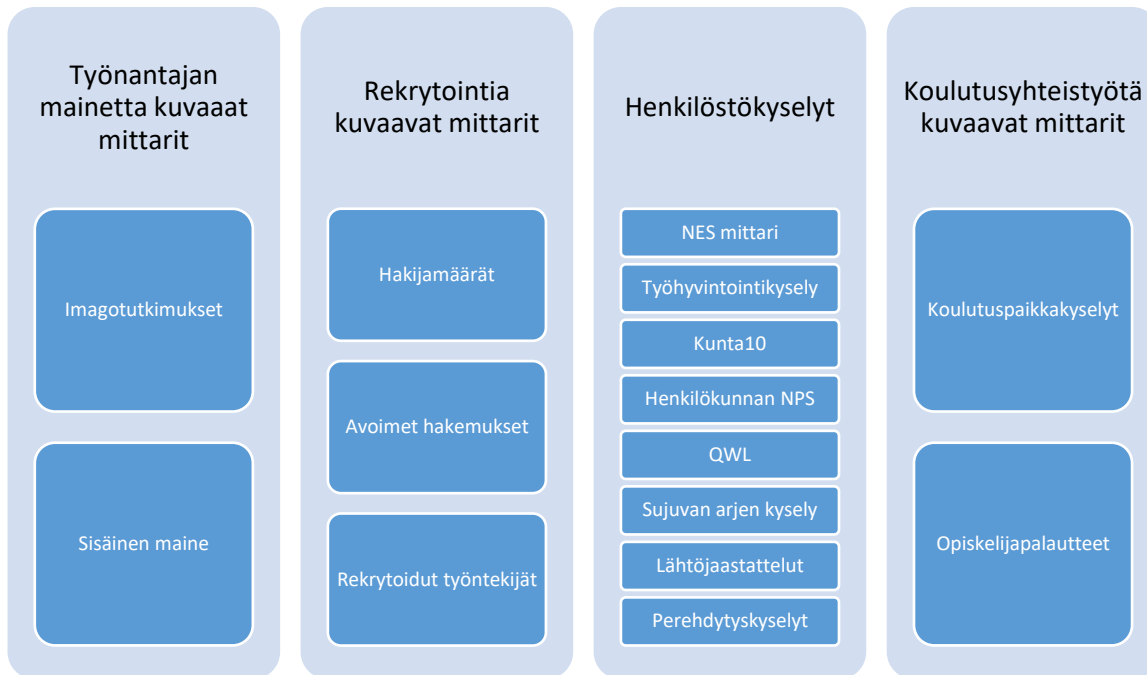 Työnantajan
mainetta kuvaaat
mittarit
Imagotutkimukset
Sisäinen maine
Rekrytointia
kuvaavat mittarit
Hakijamäärät
Avoimet hakemukset
Rekrytoidut työntekijät
Henkilöstökyselyt
NES mittari
Työhyvintointikysely
Kunta10
Henkilökunnan NPS
QWL
Sujuvan arjen kysely
Lähtöjaastattelut
Perehdytyskyselyt
Koulutusyhteistyötä
kuvaavat mittarit
Koulutuspaikkakyselyt
Opiskelijapalautteet